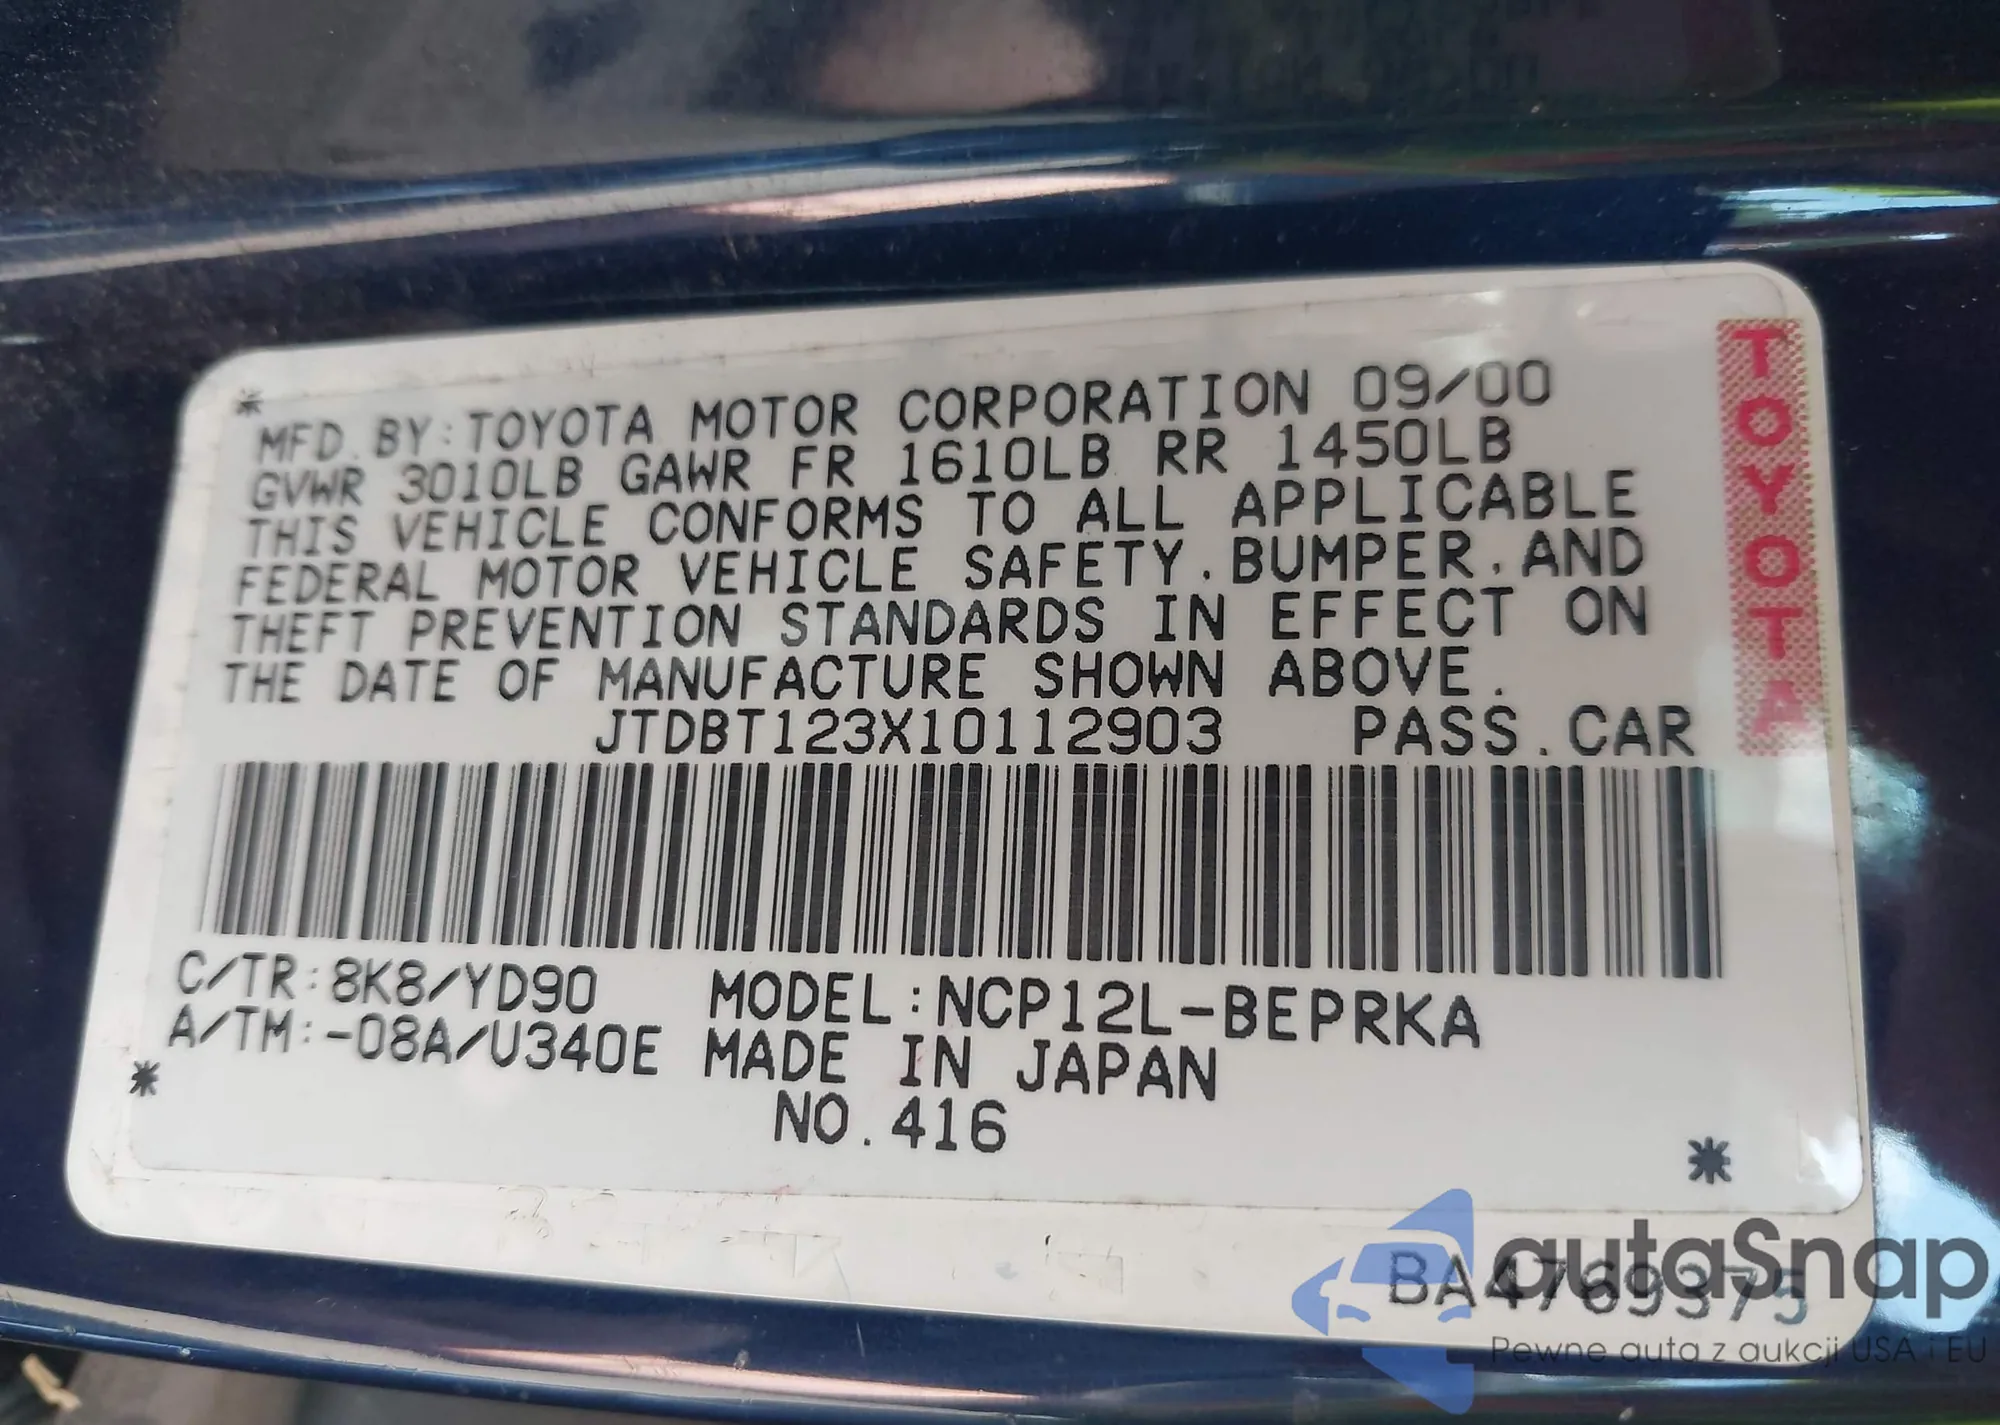 *
MFD. BY:TOYOTA MOTOR CORPORATION 09/00
GVWR 3010LB GAWR FR 1610LB RR 1450LB
THIS VEHICLE CONFORMS TO ALL APPLICABLE
FEDERAL MOTOR VEHICLE SAFETY.BUMPER.AND
THEFT PREVENTION STANDARDS IN EFFECT ON
THE DATE OF MANUFACTURE SHOWN ABOVE.
JTDBT123X10112903 PASS.CAR
TOYOTA
C/TR:8K8/YD90 MODEL:NCP12L-BEPRKA
A/TM:-08A/U340E MADE IN JAPAN
* NO.416 *
BA4769375
autaSnap
Pewne auta z aukcji USA i EU